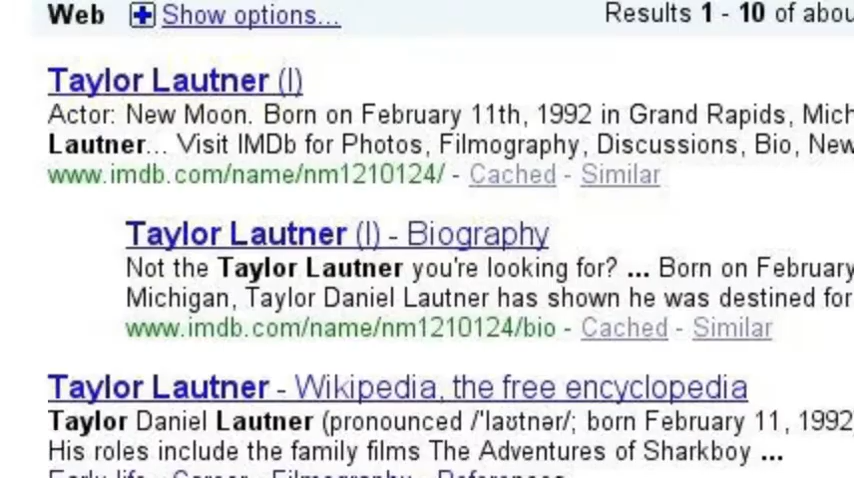 Web Show options...
Results 1 - 10 of abou
Taylor Lautner (I)
Actor: New Moon. Born on February 11th, 1992 in Grand Rapids, Mich
Lautner... Visit IMDb for Photos, Filmography, Discussions, Bio, New
www.imdb.com/name/nm1210124/ - Cached - Similar
Taylor Lautner (I) - Biography
Not the Taylor Lautner you're looking for? ... Born on February
Michigan, Taylor Daniel Lautner has shown he was destined for
www.imdb.com/name/nm1210124/bio - Cached - Similar
Taylor Lautner - Wikipedia, the free encyclopedia
Taylor Daniel Lautner (pronounced /ˈlaʊtnər/; born February 11, 1992
His roles include the family films The Adventures of Sharkboy ...
Early life - Career - Filmography - References